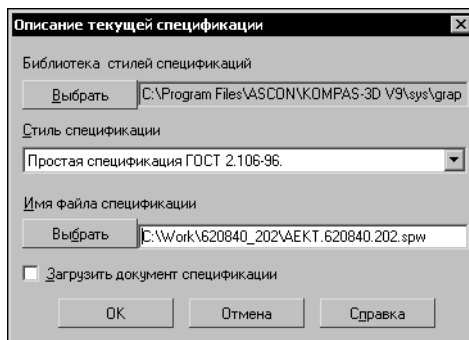 Описание текущей спецификации
Библиотека стилей спецификаций
Выбрать C:\Program Files\ASCON\KOMPAS-3D V9\sys\grap
Стиль спецификации
Простая спецификация ГОСТ 2.106-96.
Имя файла спецификации
Выбрать C:\Work\620840_202\АЕКТ.620840.202.spw
Загрузить документ спецификации
ОК Отмена Справка